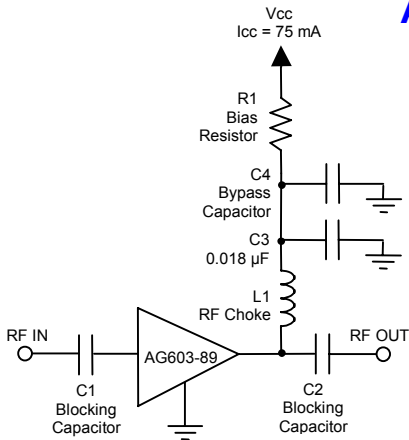 Vcc
Icc = 75 mA
R1
Bias
Resistor
C4
Bypass
Capacitor
C3
0.018 µF
L1
RF Choke
RF IN
AG603-89
RF OUT
C1
Blocking
Capacitor
C2
Blocking
Capacitor